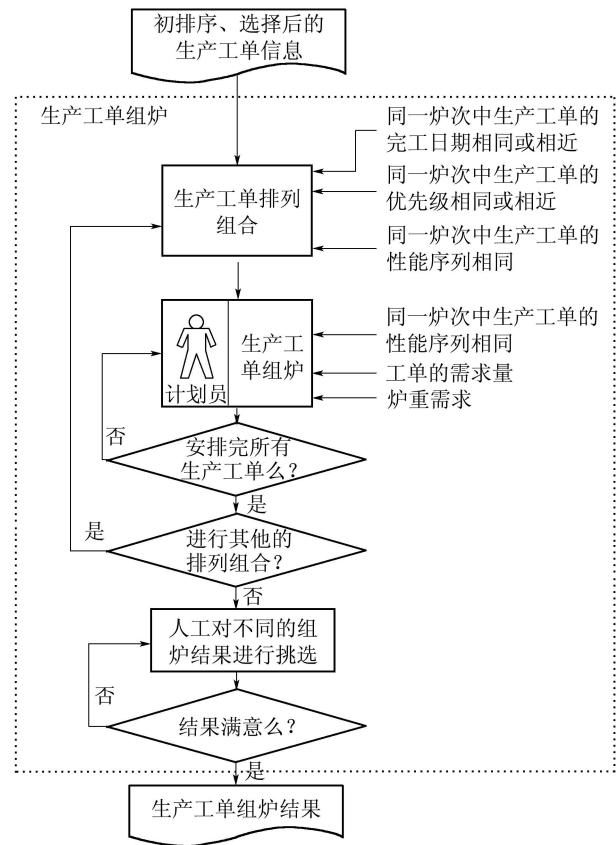 初排序、选择后的
生产工单信息
生产工单组炉
同一炉次中生产工单的
完工日期相同或相近
生产工单排列
组合
同一炉次中生产工单的
优先级相同或相近
同一炉次中生产工单的
性能序列相同
计划员
生产工
单组炉
同一炉次中生产工单的
性能序列相同
工单的需求量
炉重需求
否
安排完所有
生产工单么？
是
是
进行其他的
排列组合？
否
人工对不同的组
炉结果进行挑选
否
结果满意么？
是
生产工单组炉结果